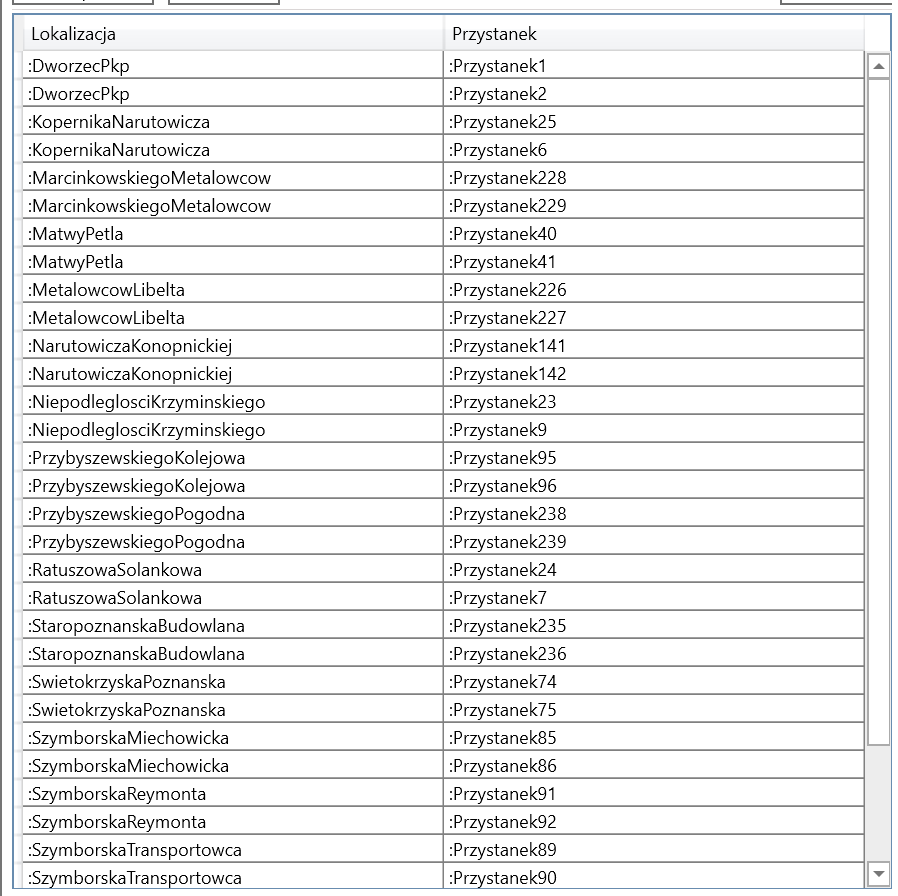 Lokalizacja Przystanek
:DworzecPkp :Przystanek1
:DworzecPkp :Przystanek2
:KopernikaNarutowicza :Przystanek25
:KopernikaNarutowicza :Przystanek6
:MarcinkowskiegoMetalowcow :Przystanek228
:MarcinkowskiegoMetalowcow :Przystanek229
:MatwyPetla :Przystanek40
:MatwyPetla :Przystanek41
:MetalowcowLibelta :Przystanek226
:MetalowcowLibelta :Przystanek227
:NarutowiczaKonopnickiej :Przystanek141
:NarutowiczaKonopnickiej :Przystanek142
:NiepodleglosciKrzyminskiego :Przystanek23
:NiepodleglosciKrzyminskiego :Przystanek9
:PrzybyszewskiegoKolejowa :Przystanek95
:PrzybyszewskiegoKolejowa :Przystanek96
:PrzybyszewskiegoPogodna :Przystanek238
:PrzybyszewskiegoPogodna :Przystanek239
:RatuszowaSolankowa :Przystanek24
:RatuszowaSolankowa :Przystanek7
:StaropoznanskaBudowlana :Przystanek235
:StaropoznanskaBudowlana :Przystanek236
:SwietokrzyskaPoznanska :Przystanek74
:SwietokrzyskaPoznanska :Przystanek75
:SzymborskaMiechowicka :Przystanek85
:SzymborskaMiechowicka :Przystanek86
:SzymborskaReymonta :Przystanek91
:SzymborskaReymonta :Przystanek92
:SzymborskaTransportowca :Przystanek89
:SzymborskaTransportowca :Przystanek90